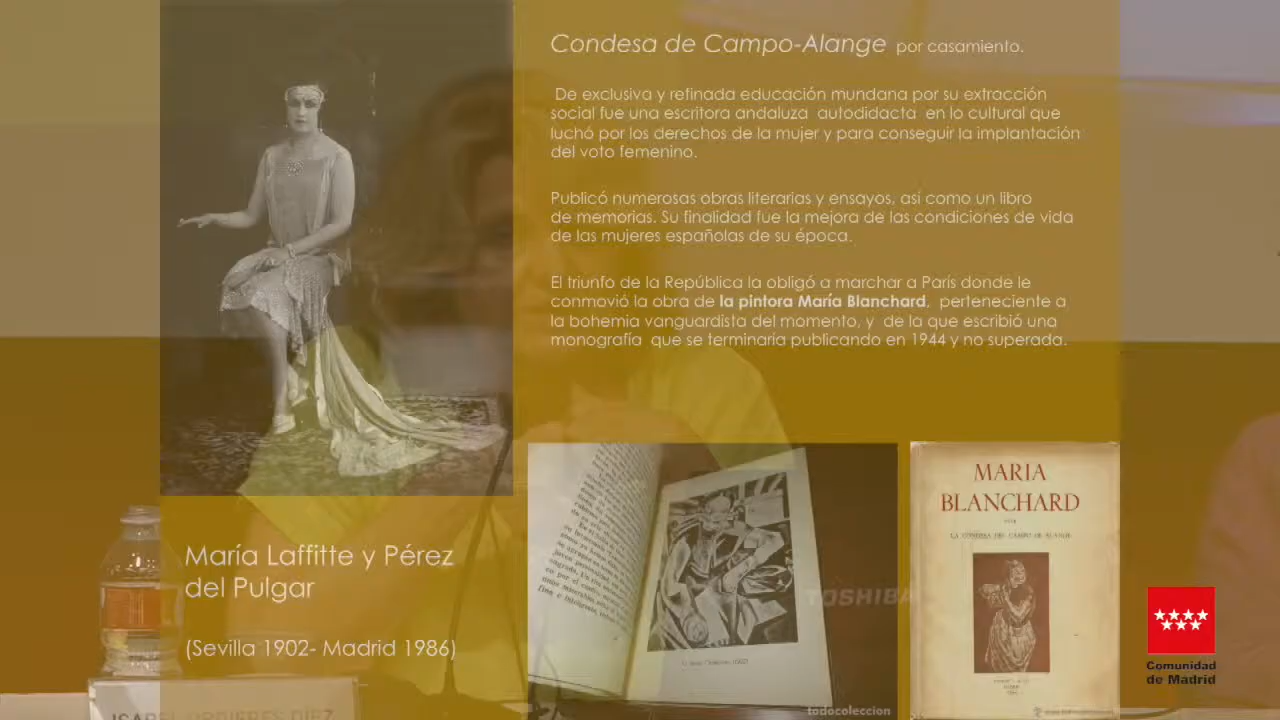 Condesa de Campo-Alange por casamiento.
De exclusiva y refinada educación mundana por su extracción
social fue una escritora andaluza autodidacta en lo cultural que
luchó por los derechos de la mujer y para conseguir la implantación
del voto femenino.
Publicó numerosas obras literarias y ensayos, así como un libro
de memorias. Su finalidad fue la mejora de las condiciones de vida
de las mujeres españolas de su época.
El triunfo de la República la obligó a marchar a París donde le
conmovió la obra de la pintora María Blanchard, perteneciente a
la bohemia vanguardista del momento, y de la que escribió una
monografía que se terminaría publicando en 1944 y no superada.
María Laffitte y Pérez
del Pulgar
(Sevilla 1902- Madrid 1986)
MARIA
BLANCHARD
POR
LA CONDESA DE CAMPO DE ALANGE
TOSHIBA
todocoleccion
Comunidad
de Madrid